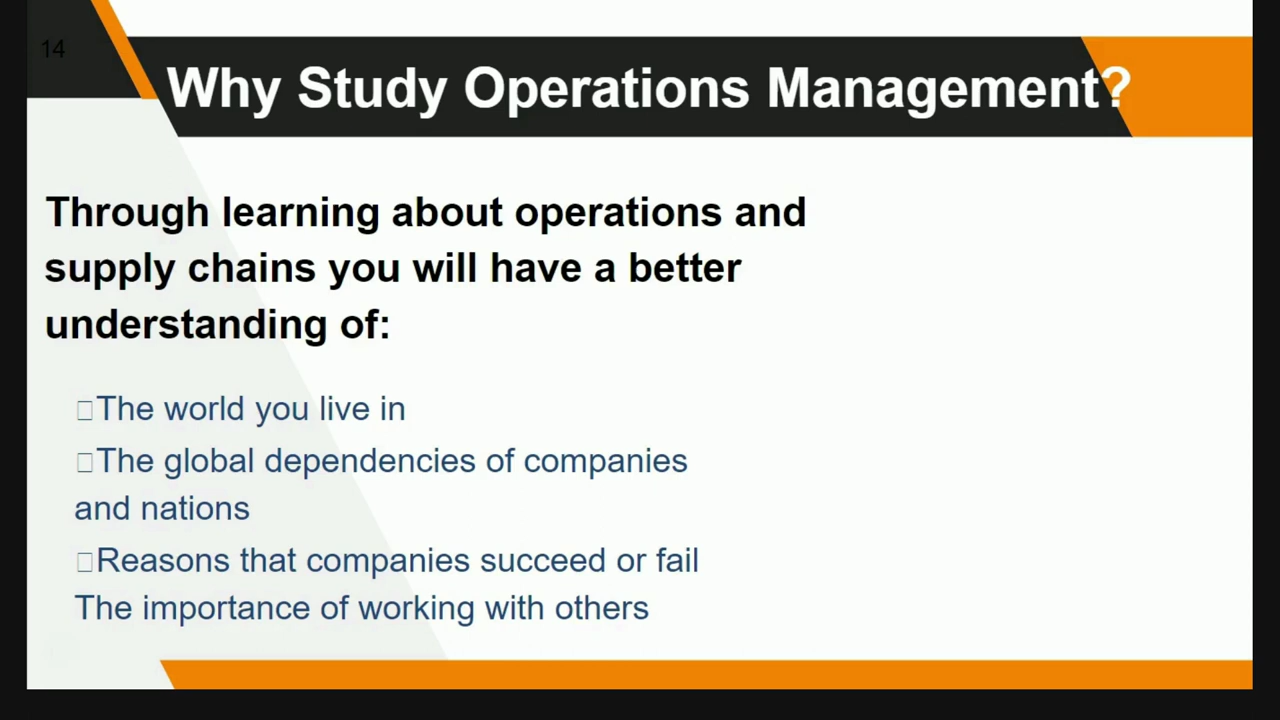 14
Why Study Operations Management?
Through learning about operations and
supply chains you will have a better
understanding of:
□The world you live in
□The global dependencies of companies
and nations
□Reasons that companies succeed or fail
The importance of working with others